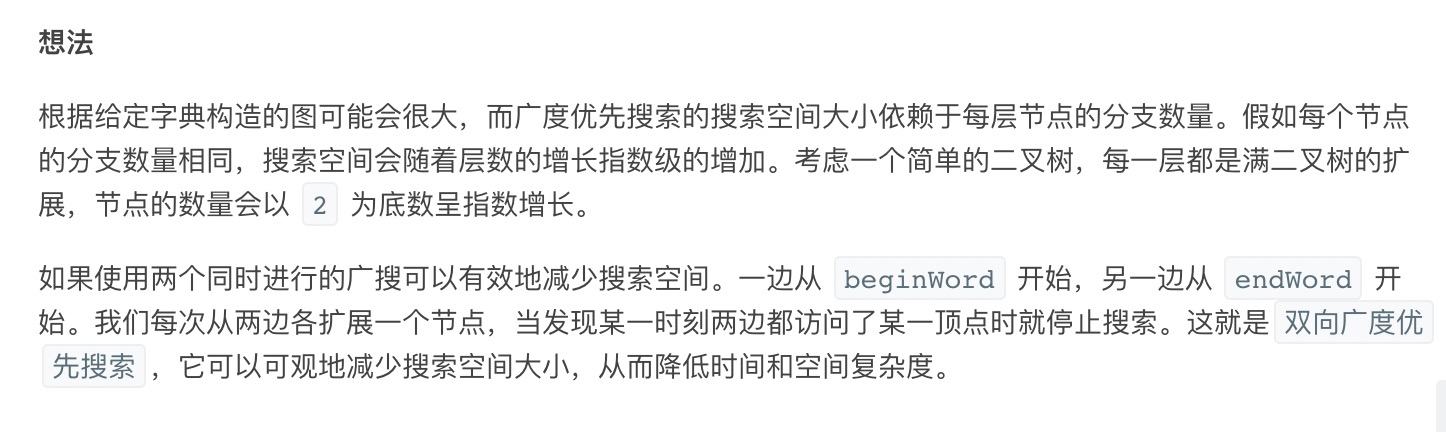 想法
根据给定字典构造的图可能会很大，而广度优先搜索的搜索空间大小依赖于每层节点的分支数量。假如每个节点
的分支数量相同，搜索空间会随着层数的增长指数级的增加。考虑一个简单的二叉树，每一层都是满二叉树的扩
展，节点的数量会以 2 为底数呈指数增长。
如果使用两个同时进行的广搜可以有效地减少搜索空间。一边从 beginWord 开始，另一边从 endWord 开
始。我们每次从两边各扩展一个节点，当发现某一时刻两边都访问了某一顶点时就停止搜索。这就是 双向广度优
先搜索 ，它可以可观地减少搜索空间大小，从而降低时间和空间复杂度。